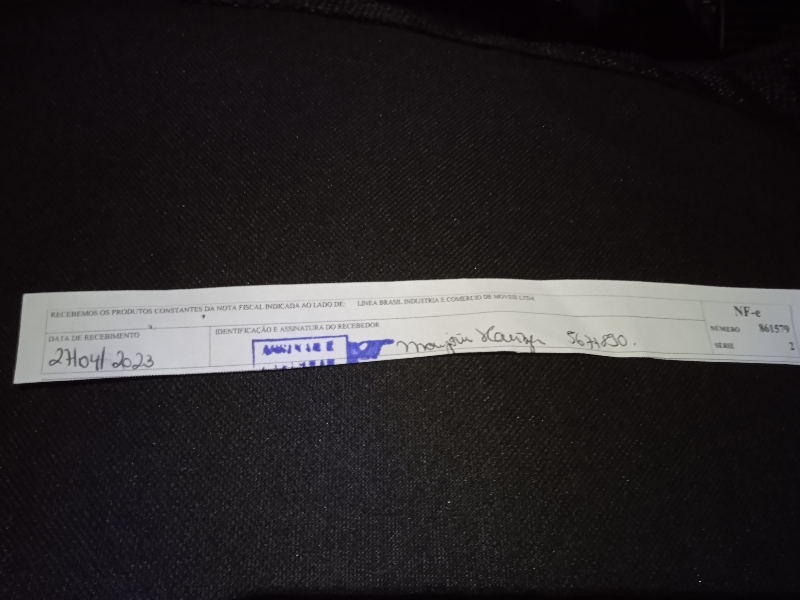 RECEBEMOS OS PRODUTOS CONSTANTES DA NOTA FISCAL INDICADA AO LADO DE: LINEA BRASIL INDUSTRIA E COMERCIO DE MOVEIS LTDA
NF-e
DATA DE RECEBIMENTO
IDENTIFICAÇÃO E ASSINATURA DO RECEBEDOR
NÚMERO 861579
SÉRIE 2
27/04/2023